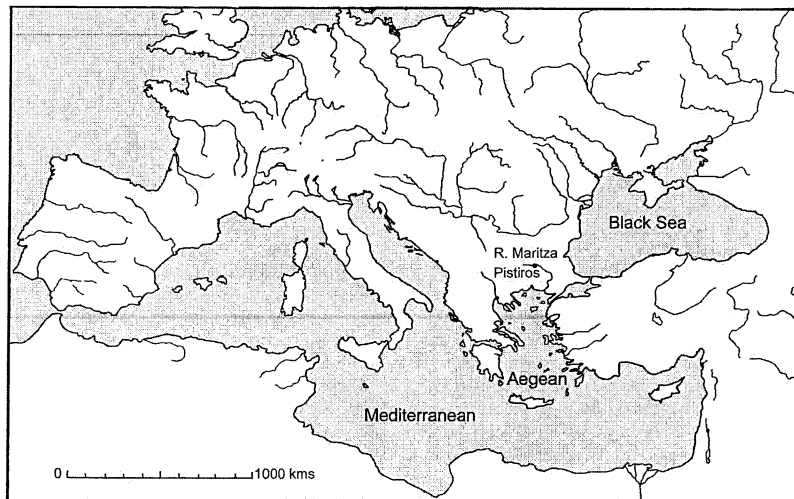 Black Sea
R. Maritza
Pistiros
Aegean
Mediterranean
0 1000 kms